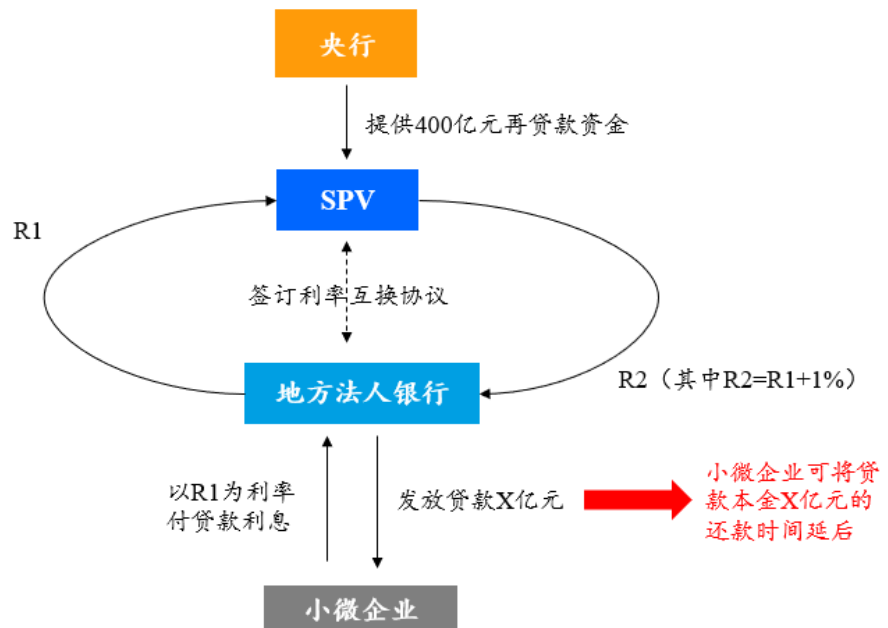 央行
提供400亿元再贷款资金
SPV
R1
签订利率互换协议
地方法人银行
R2（其中R2=R1+1%）
以R1为利率
付贷款利息
发放贷款X亿元
小微企业可将贷
款本金X亿元的
还款时间延后
小微企业